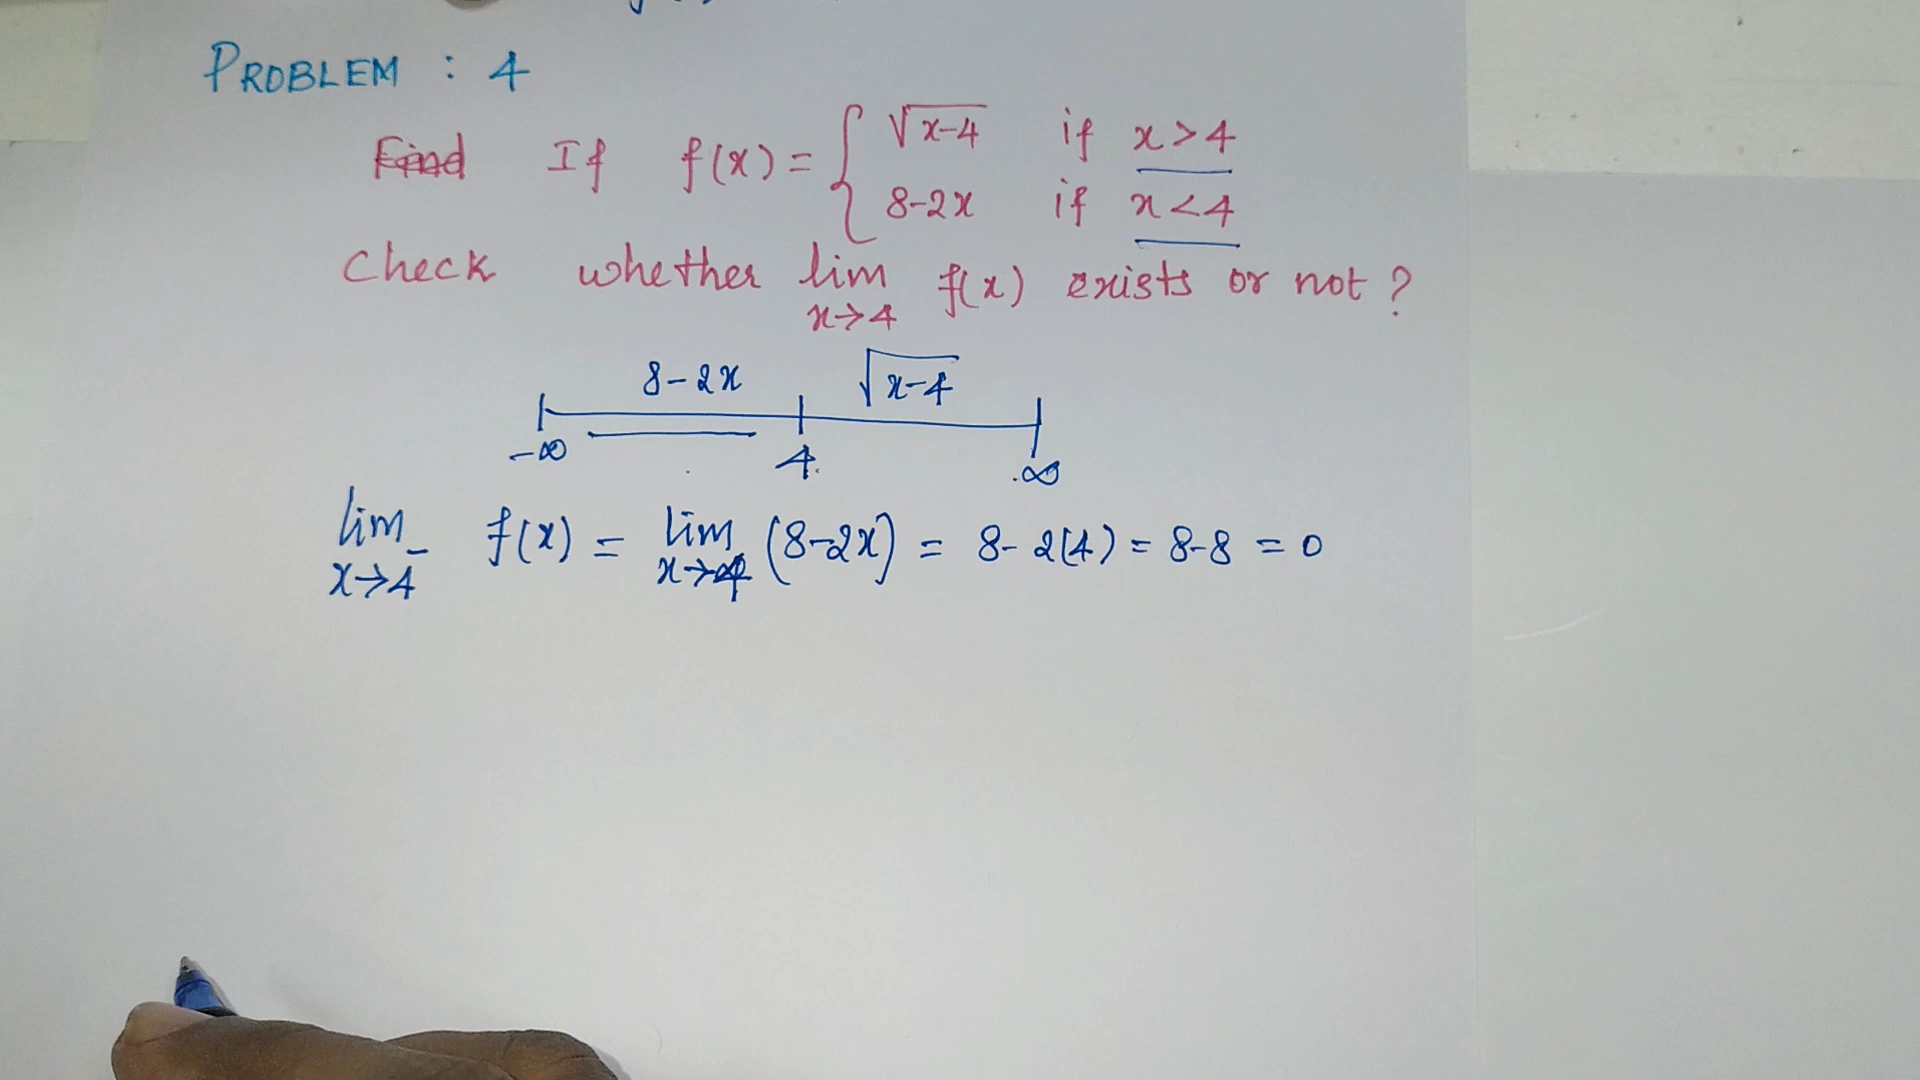 PROBLEM : 4
If f(x) = { √x-4 if x>4
8-2x if x<4
Check whether lim f(x) exists or not ?
x→4
8-2x √x-4
-∞ 4 ∞
lim f(x) = lim (8-2x) = 8-2(4) = 8-8 = 0
x→4⁻ x→4